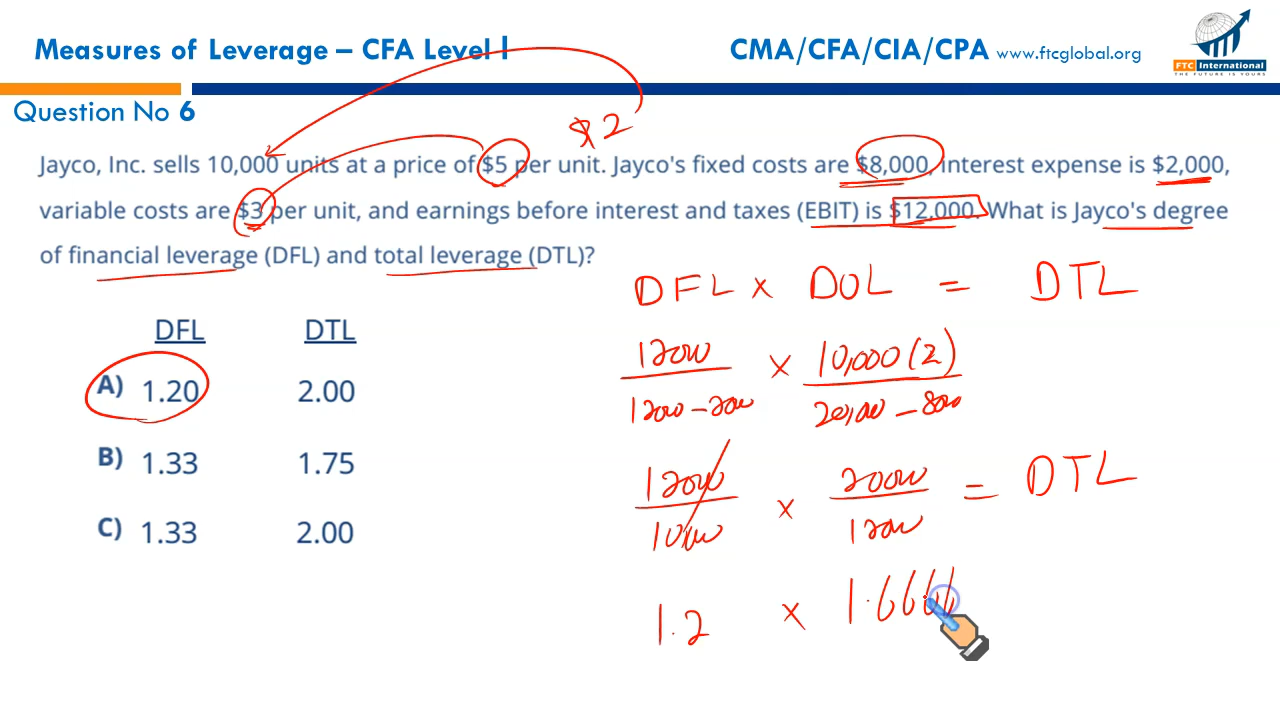 Measures of Leverage – CFA Level I
CMA/CFA/CIA/CPA www.ftcglobal.org
FTC International
THE FUTURE IS YOURS
Question No 6
$2
Jayco, Inc. sells 10,000 units at a price of $5 per unit. Jayco's fixed costs are $8,000, interest expense is $2,000,
variable costs are $3 per unit, and earnings before interest and taxes (EBIT) is $12,000. What is Jayco's degree
of financial leverage (DFL) and total leverage (DTL)?
DFL × DOL = DTL
DFL DTL
A) 1.20 2.00
B) 1.33 1.75
C) 1.33 2.00
12000 × 10,000(2)
12000 - 2000 20,000 - 8000
12000 × 20000 = DTL
10,000 12000
1.2 × 1.6666